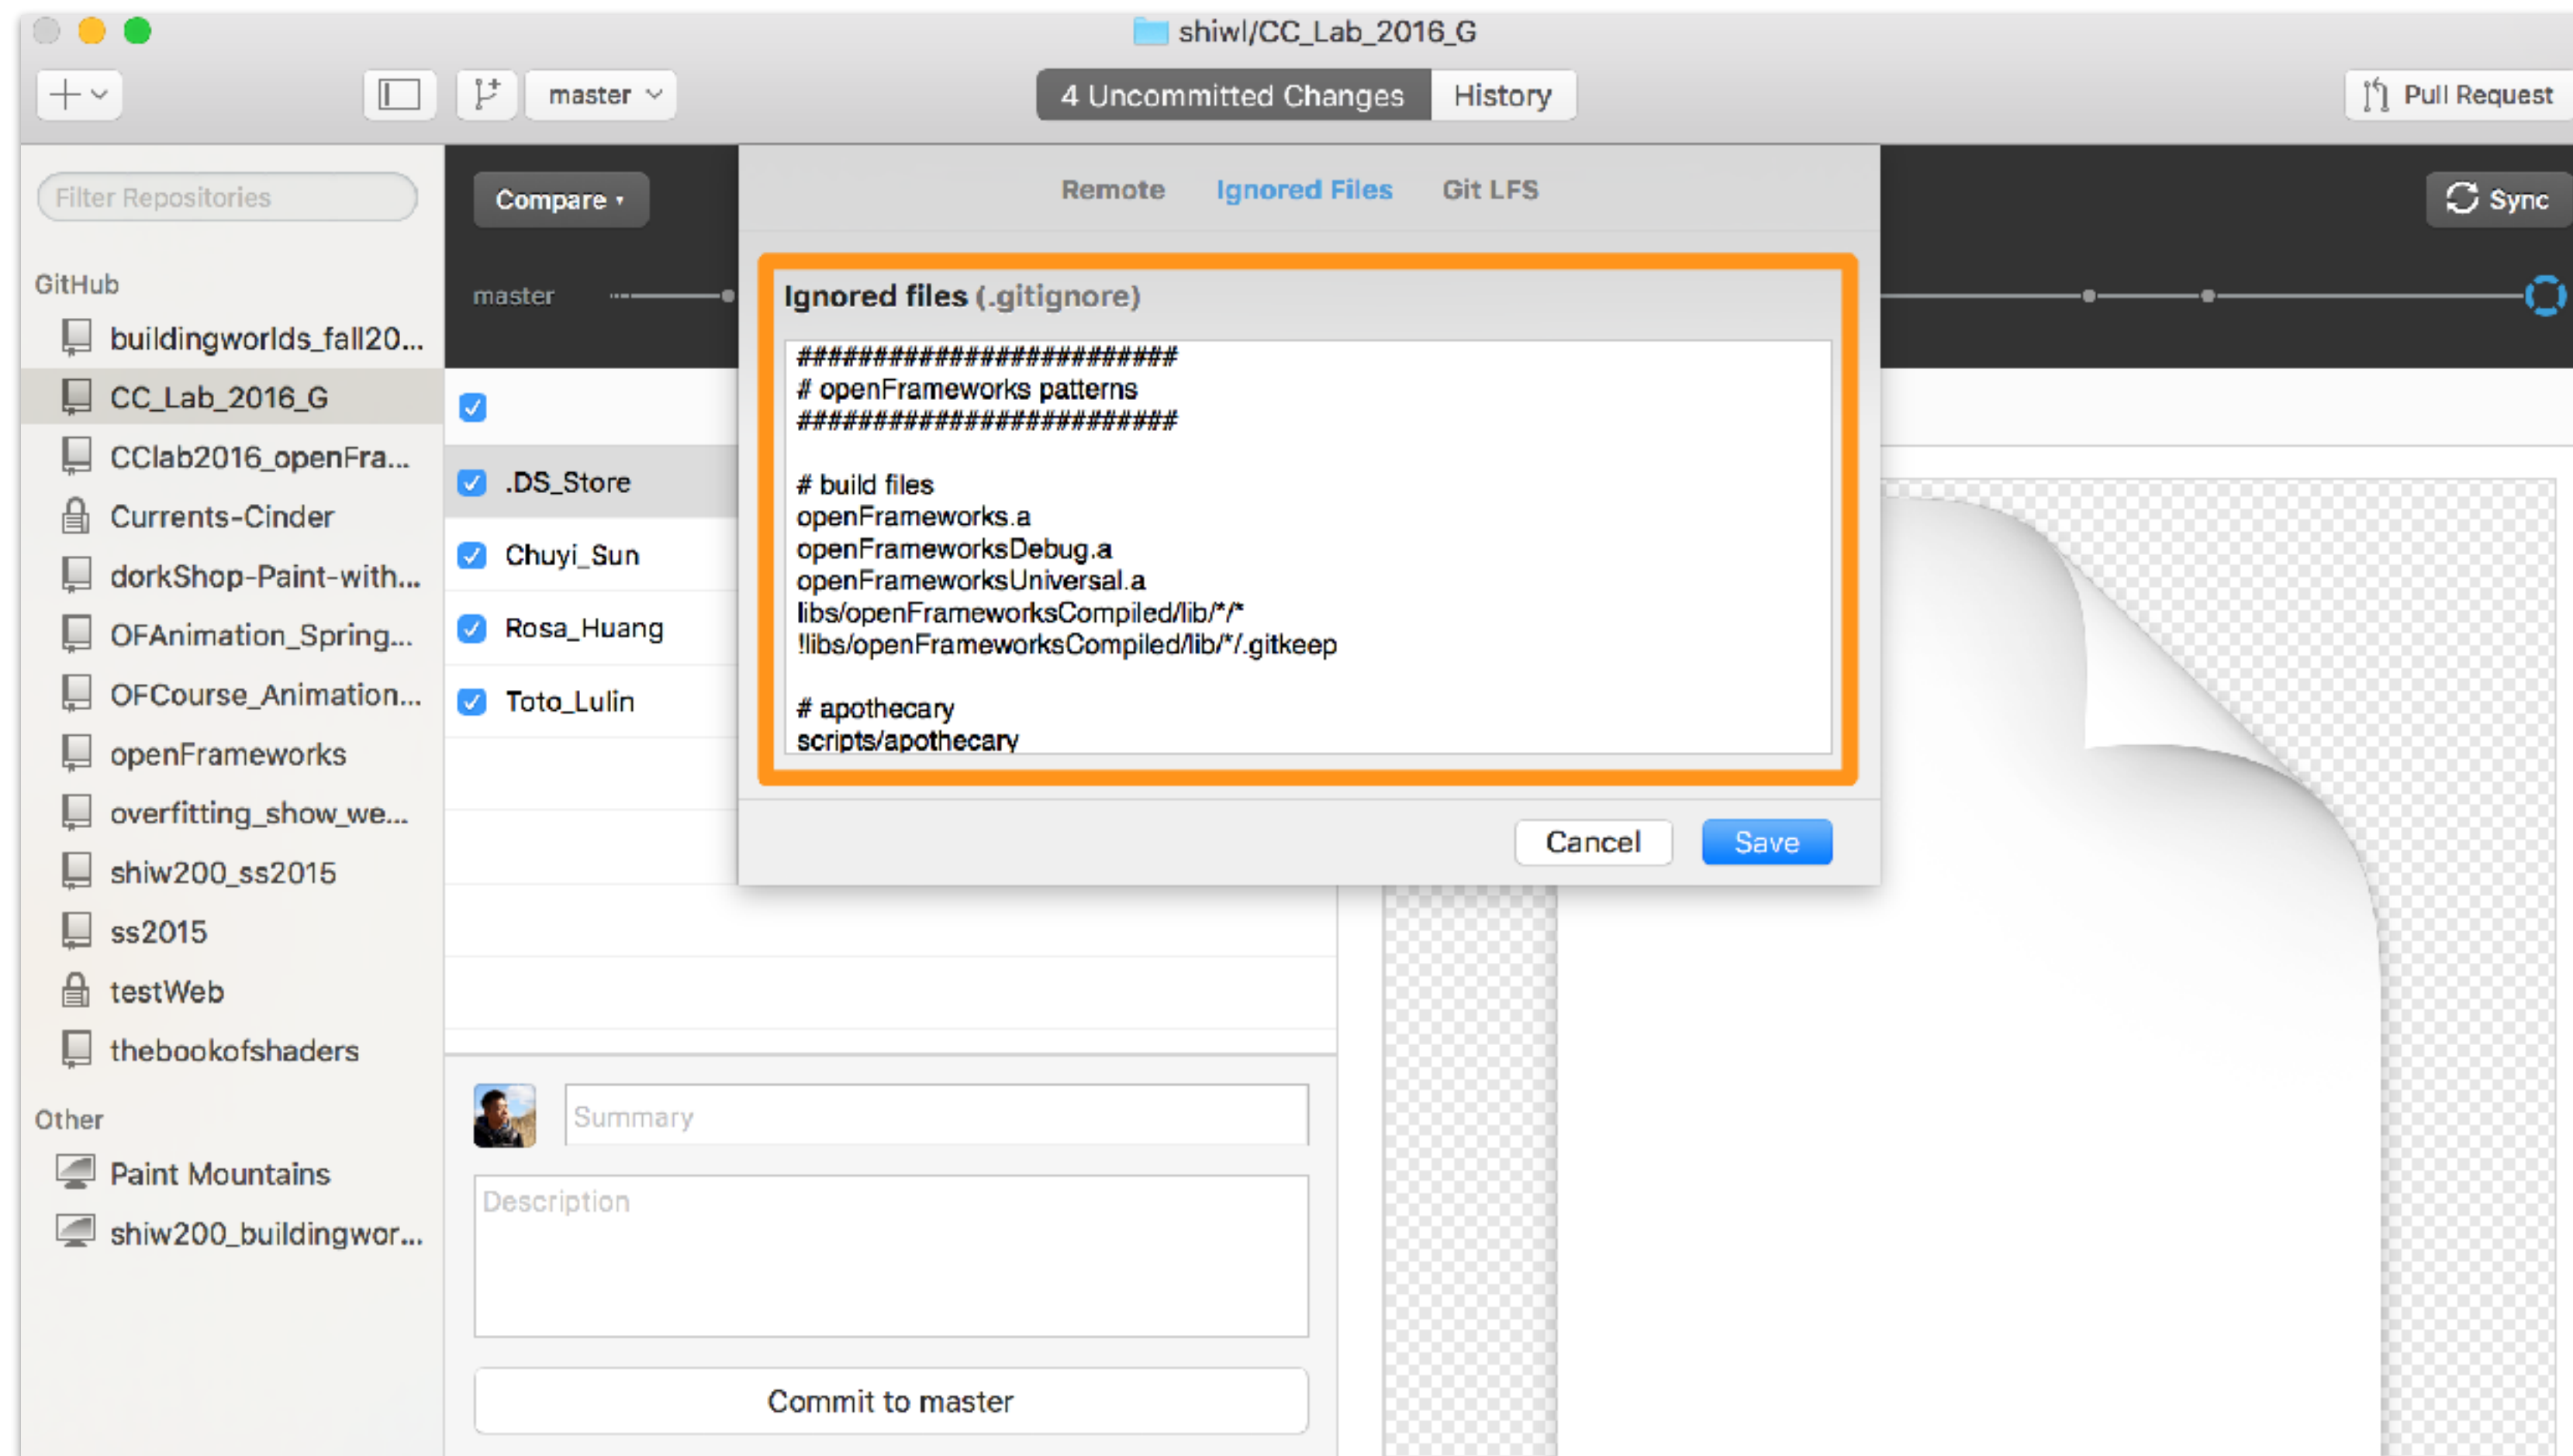 shiwl/CC_Lab_2016_G
master
4 Uncommitted Changes
History
Pull Request
Filter Repositories
GitHub
buildingworlds_fall20...
CC_Lab_2016_G
CClab2016_openFra...
Currents-Cinder
dorkShop-Paint-with...
OFAnimation_Spring...
OFCourse_Animation...
openFrameworks
overfitting_show_we...
shiw200_ss2015
ss2015
testWeb
thebookofshaders
Other
Paint Mountains
shiw200_buildingwor...
Compare
Sync
master
.DS_Store
Chuyi_Sun
Rosa_Huang
Toto_Lulin
Remote Ignored Files Git LFS
Ignored files (.gitignore)
#########################
# openFrameworks patterns
#########################
# build files
openFrameworks.a
openFrameworksDebug.a
openFrameworksUniversal.a
libs/openFrameworksCompiled/lib/*/*
!libs/openFrameworksCompiled/lib/*/.gitkeep
# apothecary
scripts/apothecary
Cancel
Save
Summary
Description
Commit to master